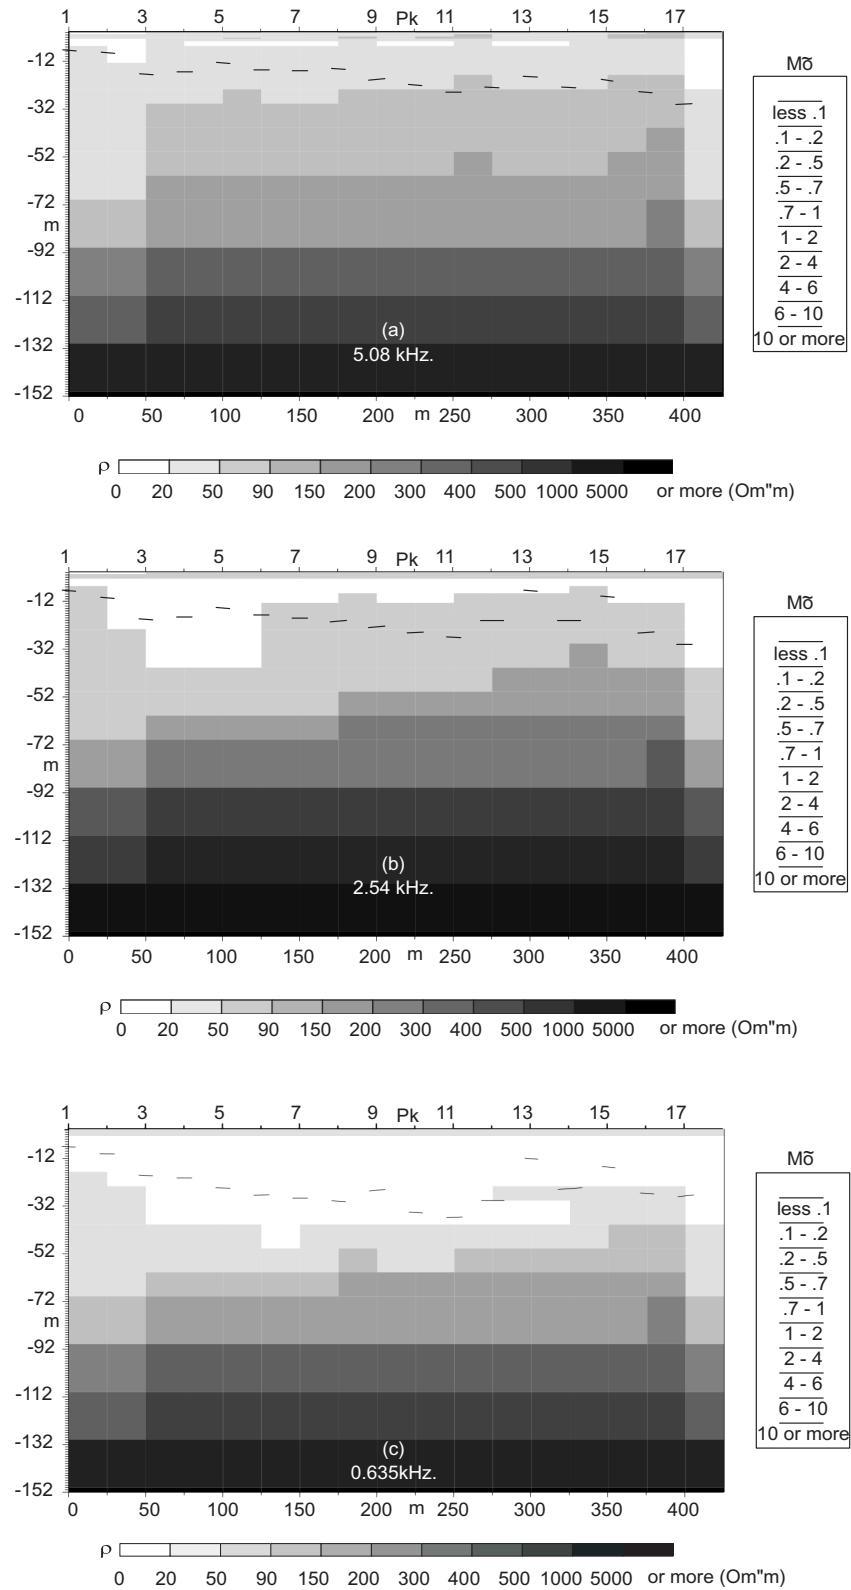 1 3 5 7 9 Pk 11 13 15 17
-12
-32
-52
-72
m
-92
-112
-132
-152
(a)
5.08 kHz.
0 50 100 150 200 m 250 300 350 400
ρ
0 20 50 90 150 200 300 400 500 1000 5000 or more (Om"m)
Mσ̃
less .1
.1 - .2
.2 - .5
.5 - .7
.7 - 1
1 - 2
2 - 4
4 - 6
6 - 10
10 or more
1 3 5 7 9 Pk 11 13 15 17
-12
-32
-52
-72
m
-92
-112
-132
-152
(b)
2.54 kHz.
0 50 100 150 200 m 250 300 350 400
ρ
0 20 50 90 150 200 300 400 500 1000 5000 or more (Om"m)
Mσ̃
less .1
.1 - .2
.2 - .5
.5 - .7
.7 - 1
1 - 2
2 - 4
4 - 6
6 - 10
10 or more
1 3 5 7 9 Pk 11 13 15 17
-12
-32
-52
-72
m
-92
-112
-132
-152
(c)
0.635kHz.
0 50 100 150 200 m 250 300 350 400
ρ
0 20 50 90 150 200 300 400 500 1000 5000 or more (Om"m)
Mσ̃
less .1
.1 - .2
.2 - .5
.5 - .7
.7 - 1
1 - 2
2 - 4
4 - 6
6 - 10
10 or more